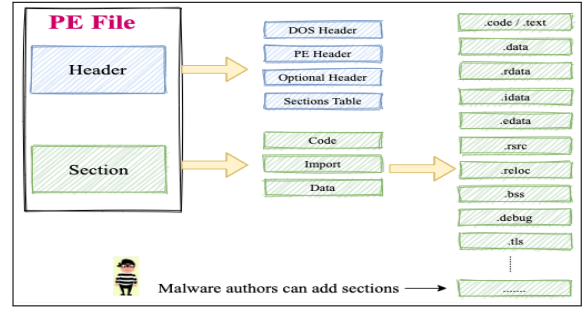 PE File
Header
Section
DOS Header
PE Header
Optional Header
Sections Table
Code
Import
Data
.code / .text
.data
.rdata
.idata
.edata
.rsrc
.reloc
.bss
.debug
.tls
Malware authors can add sections
.......